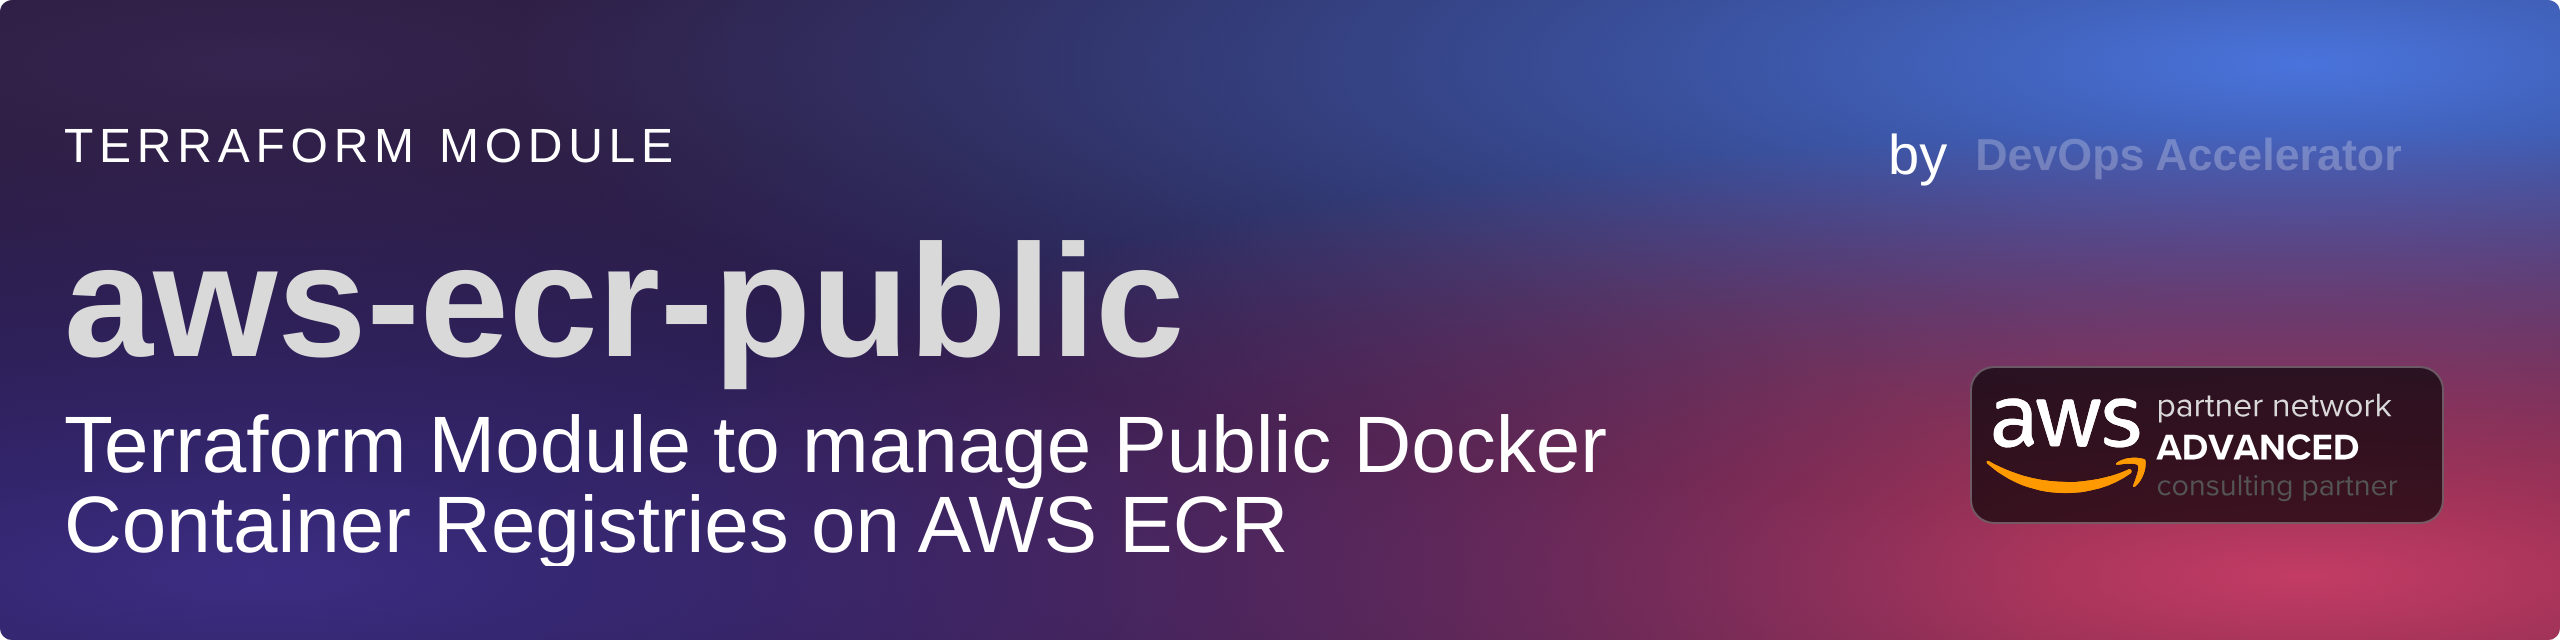 TERRAFORM MODULE
by DevOps Accelerator
aws-ecr-public
Terraform Module to manage Public Docker
Container Registries on AWS ECR
aws partner network
ADVANCED
consulting partner